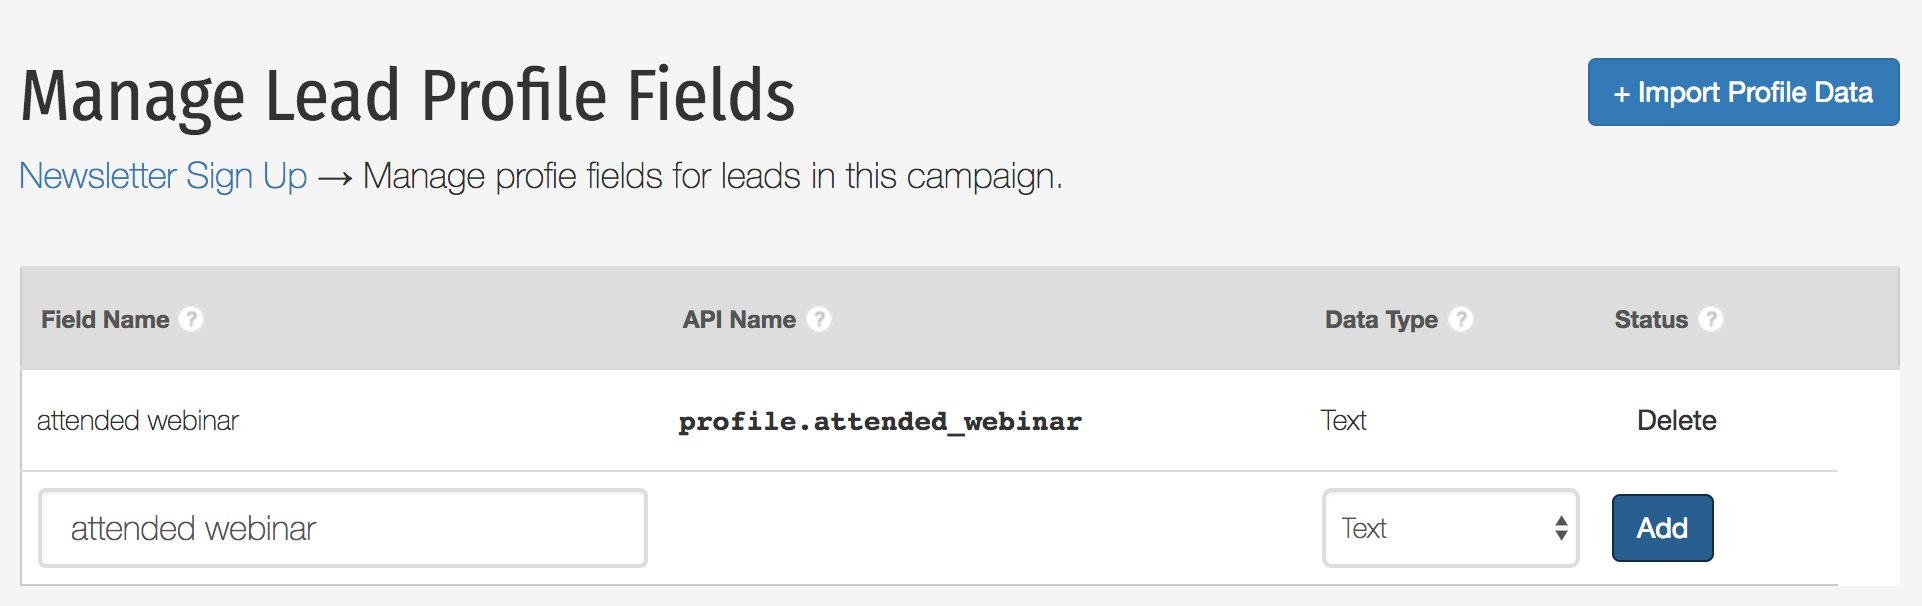 Manage Lead Profile Fields
+ Import Profile Data
Newsletter Sign Up → Manage profie fields for leads in this campaign.
Field Name ? API Name ? Data Type ? Status ?
attended webinar profile.attended_webinar Text Delete
attended webinar Text Add